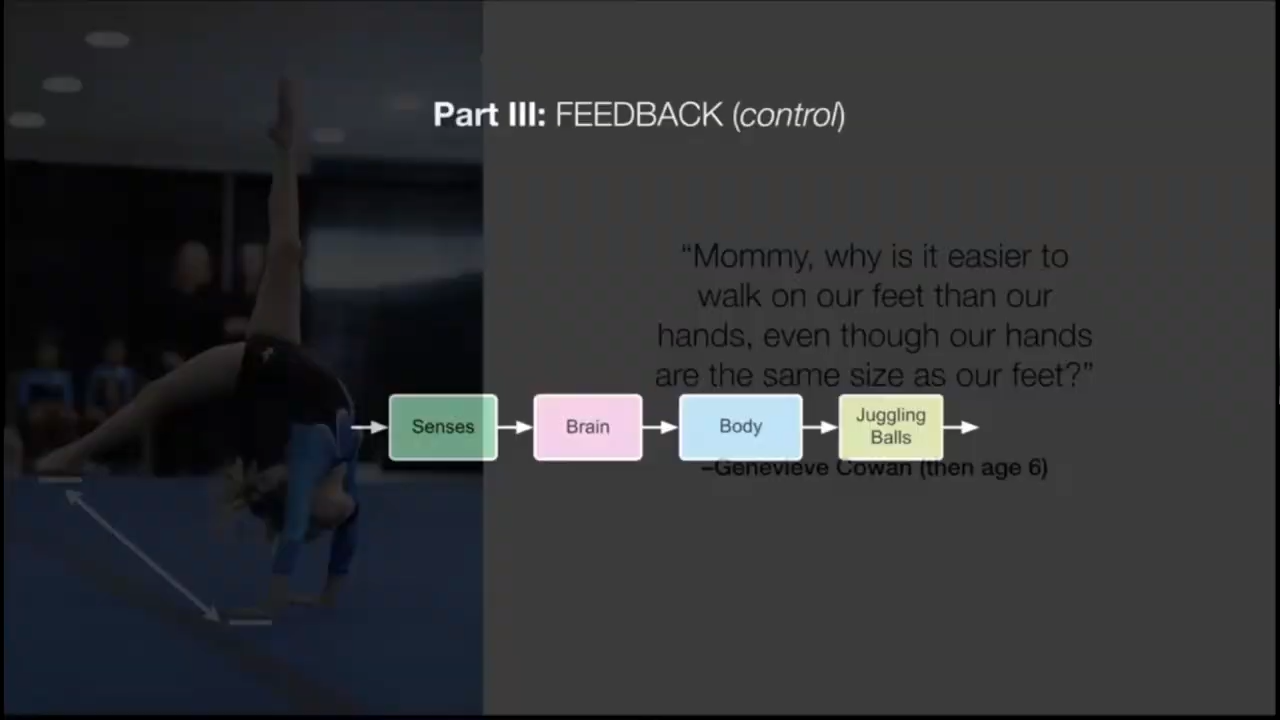 Part III: FEEDBACK (control)
“Mommy, why is it easier to
walk on our feet than our
hands, even though our hands
are the same size as our feet?”
Senses
Brain
Body
Juggling
Balls
–Genevieve Cowan (then age 6)